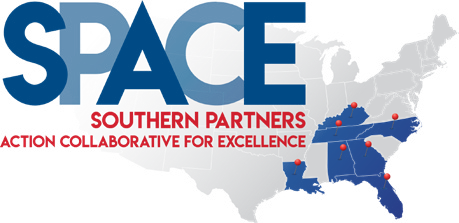 SPACE
SOUTHERN PARTNERS
ACTION COLLABORATIVE FOR EXCELLENCE